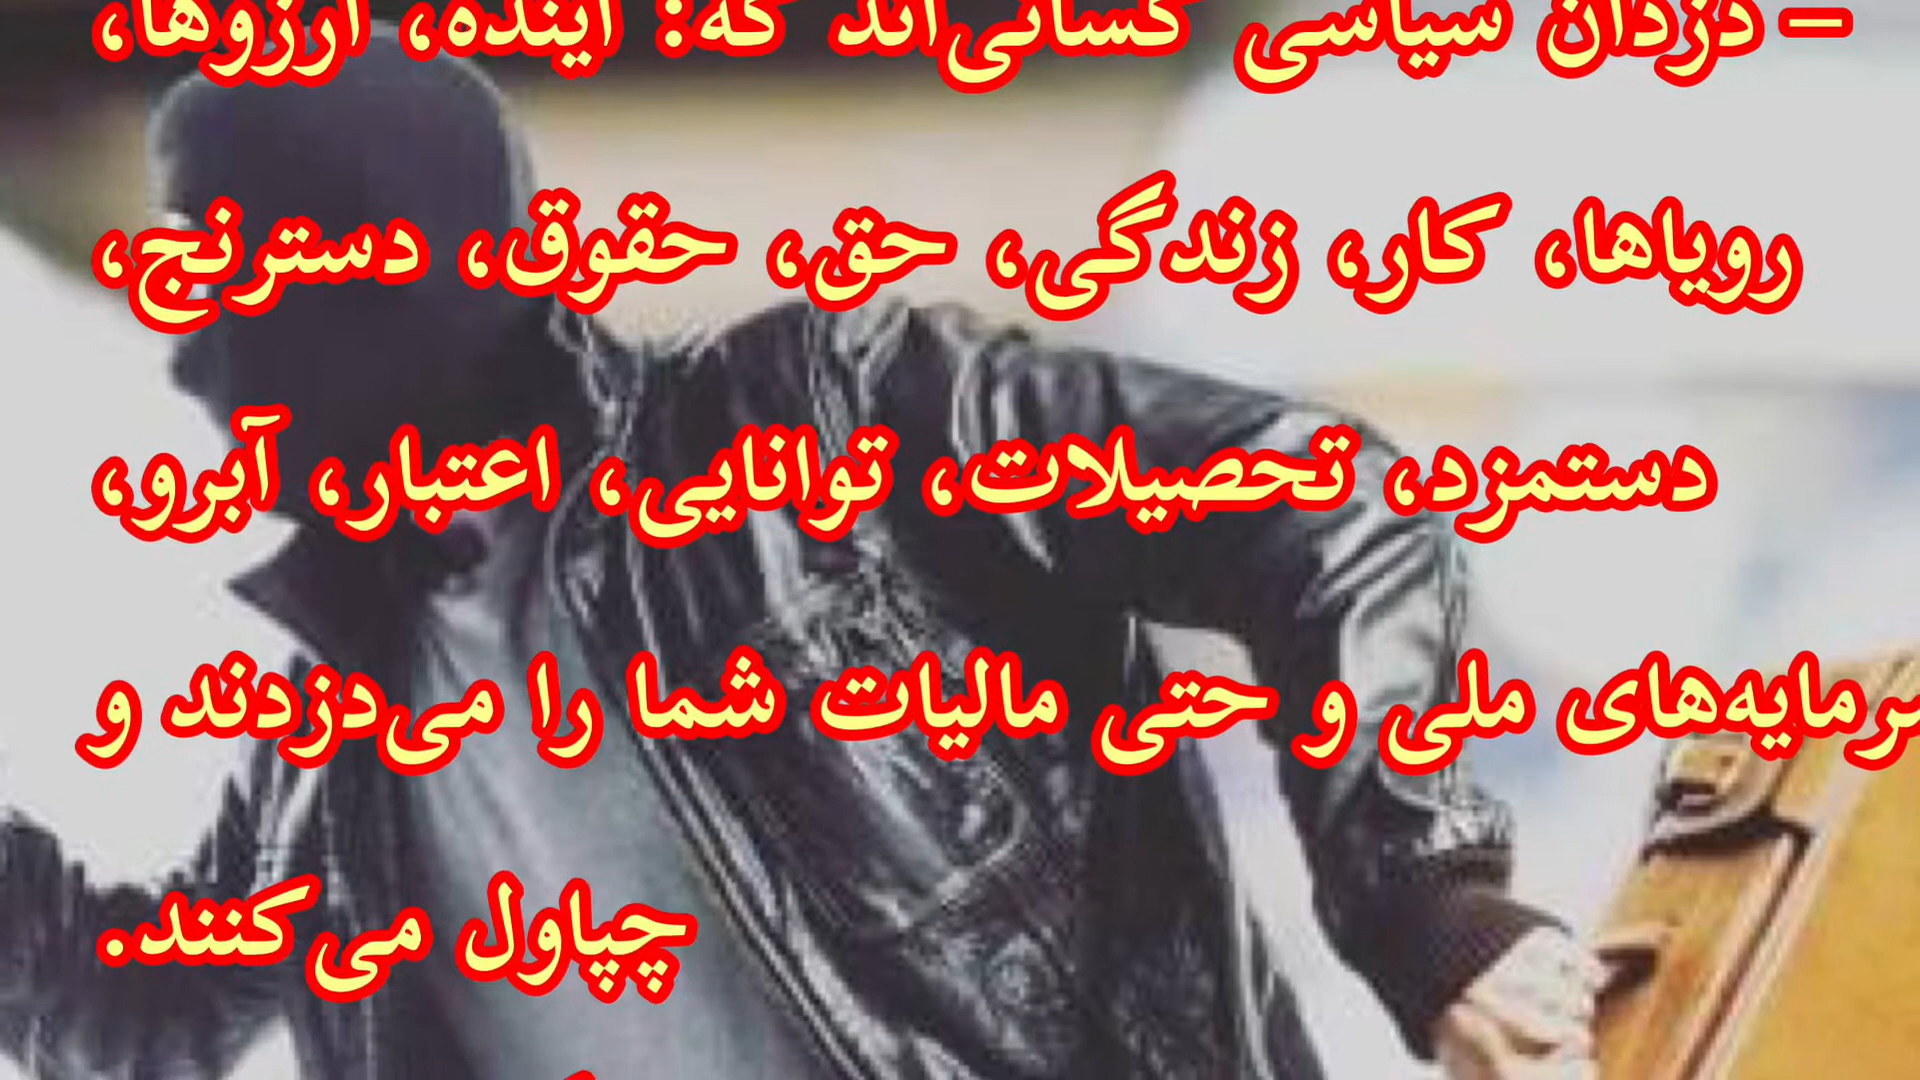 – دزدان سیاسی کسانی‌اند که: آینده، آرزوها،
رویاها، کار، زندگی، حق، حقوق، دسترنج،
دستمزد، تحصیلات، توانایی، اعتبار، آبرو،
سرمایه‌های ملی و حتی مالیات شما را می‌دزدند و
چپاول می‌کنند.